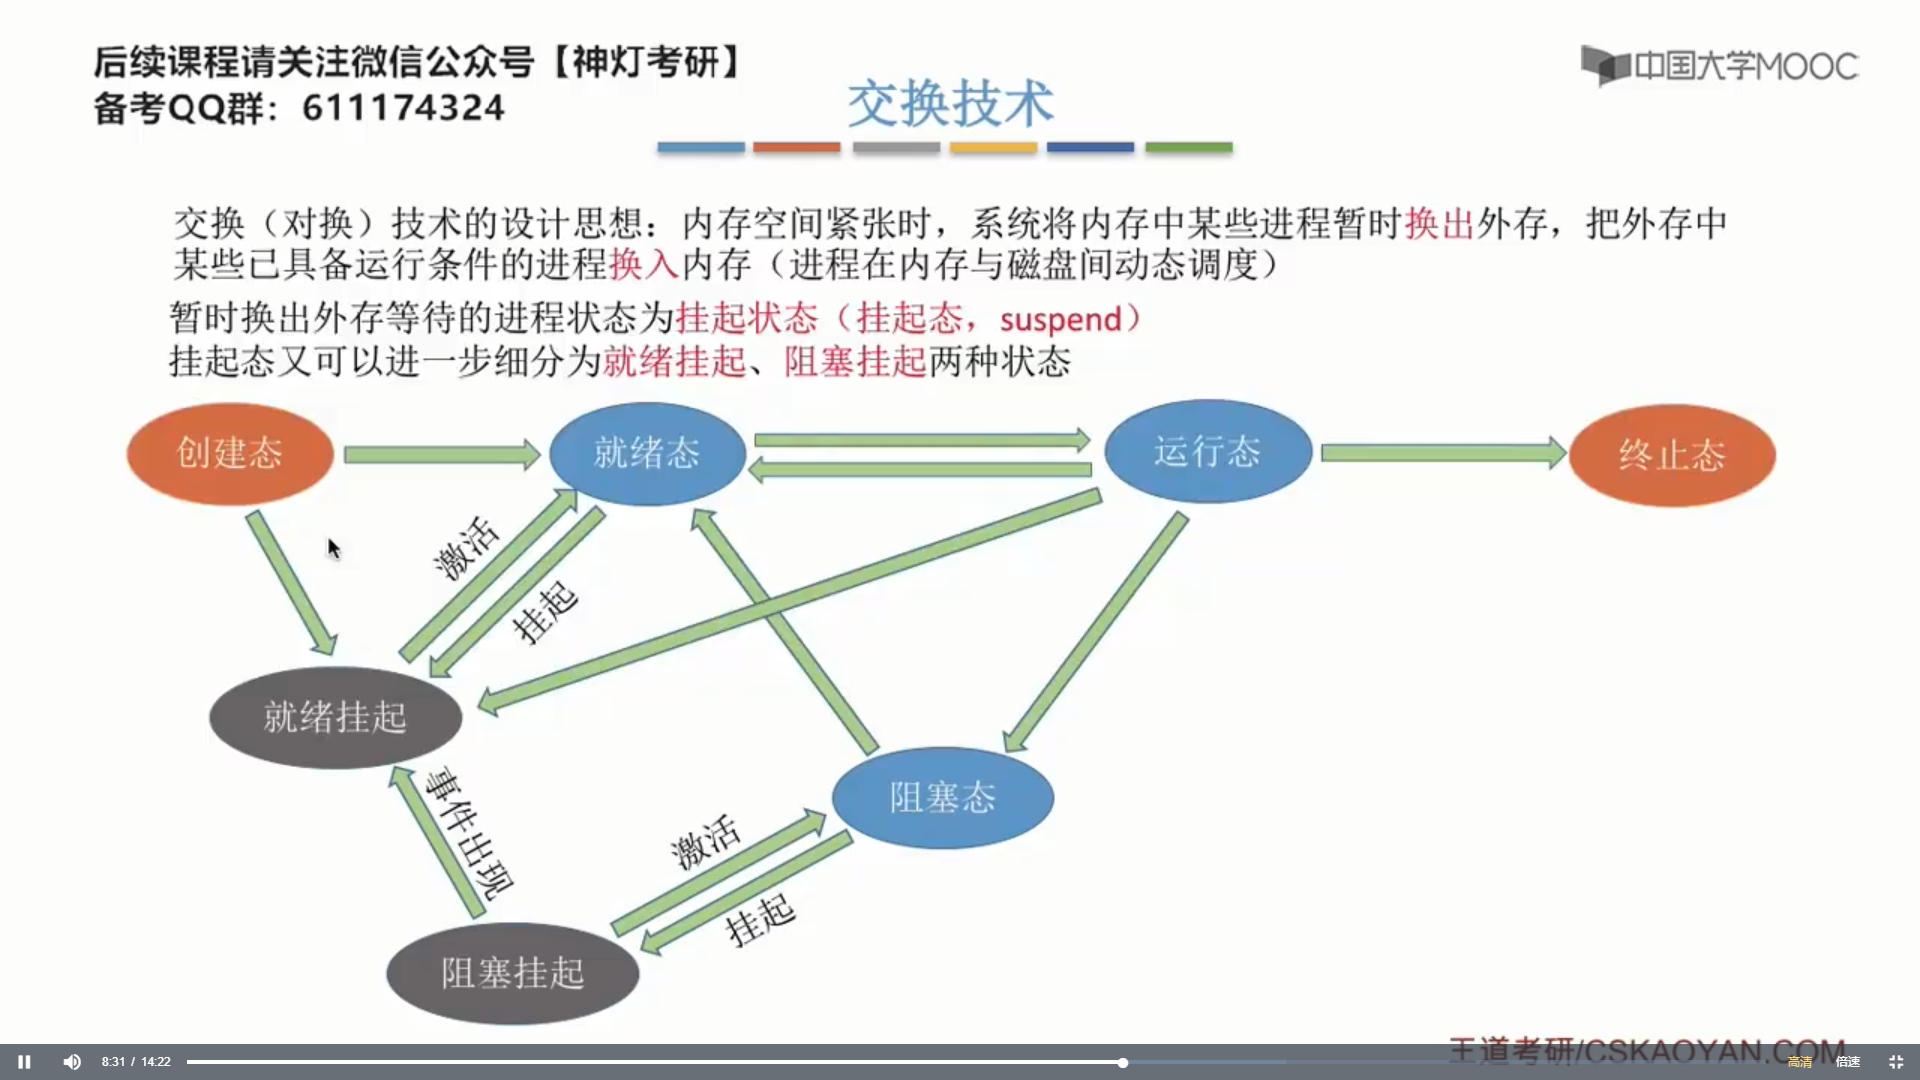 后续课程请关注微信公众号【神灯考研】
备考QQ群：611174324
中国大学MOOC
交换技术
交换（对换）技术的设计思想：内存空间紧张时，系统将内存中某些进程暂时换出外存，把外存中
某些已具备运行条件的进程换入内存（进程在内存与磁盘间动态调度）
暂时换出外存等待的进程状态为挂起状态（挂起态，suspend）
挂起态又可以进一步细分为就绪挂起、阻塞挂起两种状态
创建态
就绪态
运行态
终止态
激活
挂起
就绪挂起
事件出现
阻塞态
激活
挂起
阻塞挂起
王道考研/CSKAOYAN.COM
8:31 / 14:22
高清
倍速